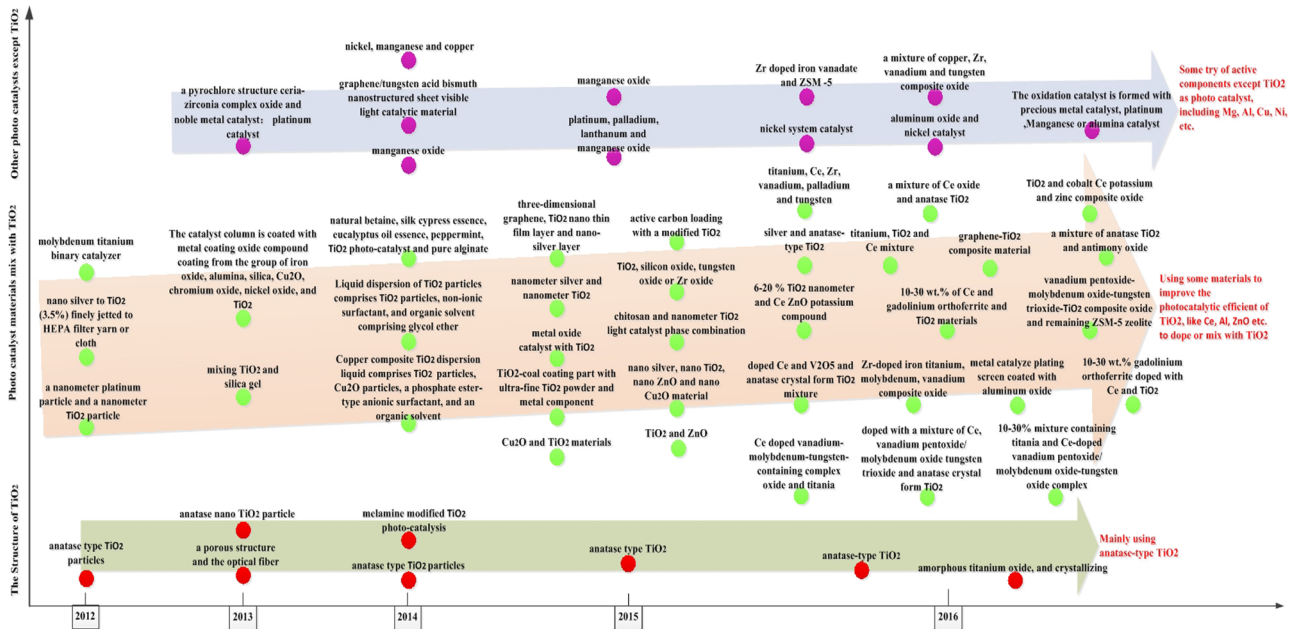 Other photo catalysts except TiO2
nickel, manganese and copper
a pyrochlore structure ceria-
zirconia complex oxide and
noble metal catalyst: platinum
catalyst
graphene/tungsten acid bismuth
nanostructured sheet visible
light catalytic material
manganese oxide
manganese oxide
platinum, palladium,
lanthanum and
manganese oxide
Zr doped iron vanadate
and ZSM -5
nickel system catalyst
a mixture of copper, Zr,
vanadium and tungsten
composite oxide
aluminum oxide and
nickel catalyst
The oxidation catalyst is formed with
precious metal catalyst, platinum
,Manganese or alumina catalyst
Some try of active
components except TiO2
as photo catalyst,
including Mg, Al, Cu, Ni,
etc.
Photo catalyst materials mix with TiO2
molybdenum titanium
binary catalyzer
nano silver to TiO2
(3.5%) finely jetted to
HEPA filter yarn or
cloth
a nanometer platinum
particle and a nanometer
TiO2 particle
The catalyst column is coated with
metal coating oxide compound
coating from the group of iron
oxide, alumina, silica, Cu2O,
chromium oxide, nickel oxide, and
TiO2
mixing TiO2 and
silica gel
natural betaine, silk cypress essence,
eucalyptus oil essence, peppermint,
TiO2 photo-catalyst and pure alginate
Liquid dispersion of TiO2 particles
comprises TiO2 particles, non-ionic
surfactant, and organic solvent
comprising glycol ether
Copper composite TiO2 dispersion
liquid comprises TiO2 particles,
Cu2O particles, a phosphate ester-
type anionic surfactant, and an
organic solvent
three-dimensional
graphene, TiO2 nano thin
film layer and nano-
silver layer
nanometer silver and
nanometer TiO2
metal oxide
catalyst with TiO2
TiO2-coal coating part with
ultra-fine TiO2 powder and
metal component
Cu2O and TiO2 materials
active carbon loading
with a modified TiO2
TiO2, silicon oxide, tungsten
oxide or Zr oxide
chitosan and nanometer TiO2
light catalyst phase combination
nano silver, nano TiO2,
nano ZnO and nano
Cu2O material
TiO2 and ZnO
titanium, Ce, Zr,
vanadium, palladium
and tungsten
silver and anatase-
type TiO2
6-20 % TiO2 nanometer
and Ce ZnO potassium
compound
doped Ce and V2O5 and
anatase crystal form TiO2
mixture
Ce doped vanadium-
molybdenum-tungsten-
containing complex
oxide and titania
a mixture of Ce oxide
and anatase TiO2
titanium, TiO2 and
Ce mixture
graphene-TiO2
composite material
10-30 wt.% of Ce and
gadolinium orthoferrite
and TiO2 materials
Zr-doped iron titanium,
molybdenum, vanadium
composite oxide
metal catalyze plating
screen coated with
aluminum oxide
doped with a mixture of Ce,
vanadium pentoxide/
molybdenum oxide tungsten
trioxide and anatase crystal
form TiO2
10-30% mixture containing
titania and Ce-doped
vanadium pentoxide/
molybdenum oxide-tungsten
oxide complex
TiO2 and cobalt Ce potassium
and zinc composite oxide
a mixture of anatase TiO2
and antimony oxide
vanadium pentoxide-
molybdenum oxide-tungsten
trioxide-TiO2 composite oxide
and remaining ZSM-5 zeolite
10-30 wt.% gadolinium
orthoferrite doped with
Ce and TiO2
Using some materials to
improve the
photocatalytic efficient of
TiO2, like Ce, Al, ZnO etc.
to dope or mix with TiO2
The Structure of TiO2
anatase type TiO2
particles
anatase nano TiO2 particle
a porous structure
and the optical fiber
melamine modified TiO2
photo-catalysis
anatase type TiO2 particles
anatase type TiO2
anatase-type TiO2
amorphous titanium oxide, and crystallizing
Mainly using
anatase-type TiO2
2012
2013
2014
2015
2016